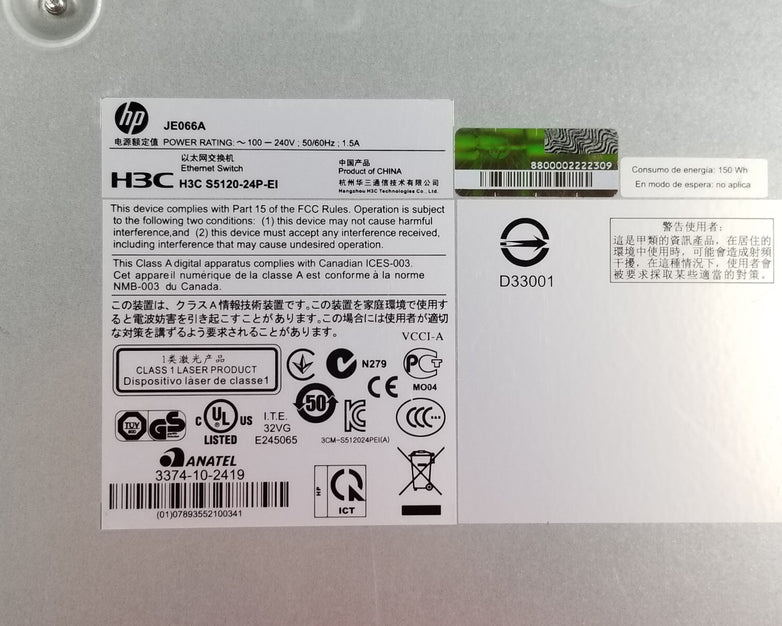 hp JE066A
电源额定值 POWER RATING: ～100－240V ; 50/60Hz ; 1.5A
以太网交换机
Ethernet Switch
H3C H3C S5120-24P-EI
中国产品
Product of CHINA
杭州华三通信技术有限公司
Hangzhou H3C Technologies Co., Ltd.
8800002222309
Consumo de energía: 150 Wh
En modo de espera: no aplica
This device complies with Part 15 of the FCC Rules. Operation is subject
to the following two conditions: (1) this device may not cause harmful
interference,and (2) this device must accept any interference received,
including interference that may cause undesired operation.
This Class A digital apparatus complies with Canadian ICES-003.
Cet appareil numérique de la classe A est conforme à la norme
NMB-003 du Canada.
この装置は、クラスA情報技術装置です。この装置を家庭環境で使用す
ると電波妨害を引き起こすことがあります。この場合には使用者が適切
な対策を講ずるよう要求されることがあります。
VCCI-A
1类激光产品
CLASS 1 LASER PRODUCT
Dispositivo láser de classe1
N279
MO04
50
CE
TUV
GS
C UL US
LISTED
I.T.E.
32VG
E245065
3CM-S512024PEI(A)
CCC
ANATEL
3374-10-2419
(01)07893552100341
HP
ICT
D33001
警告使用者:
這是甲類的資訊產品，在居住的
環境中使用時，可能會造成射頻
干擾，在這種情況下，使用者會
被要求採取某些適當的對策。